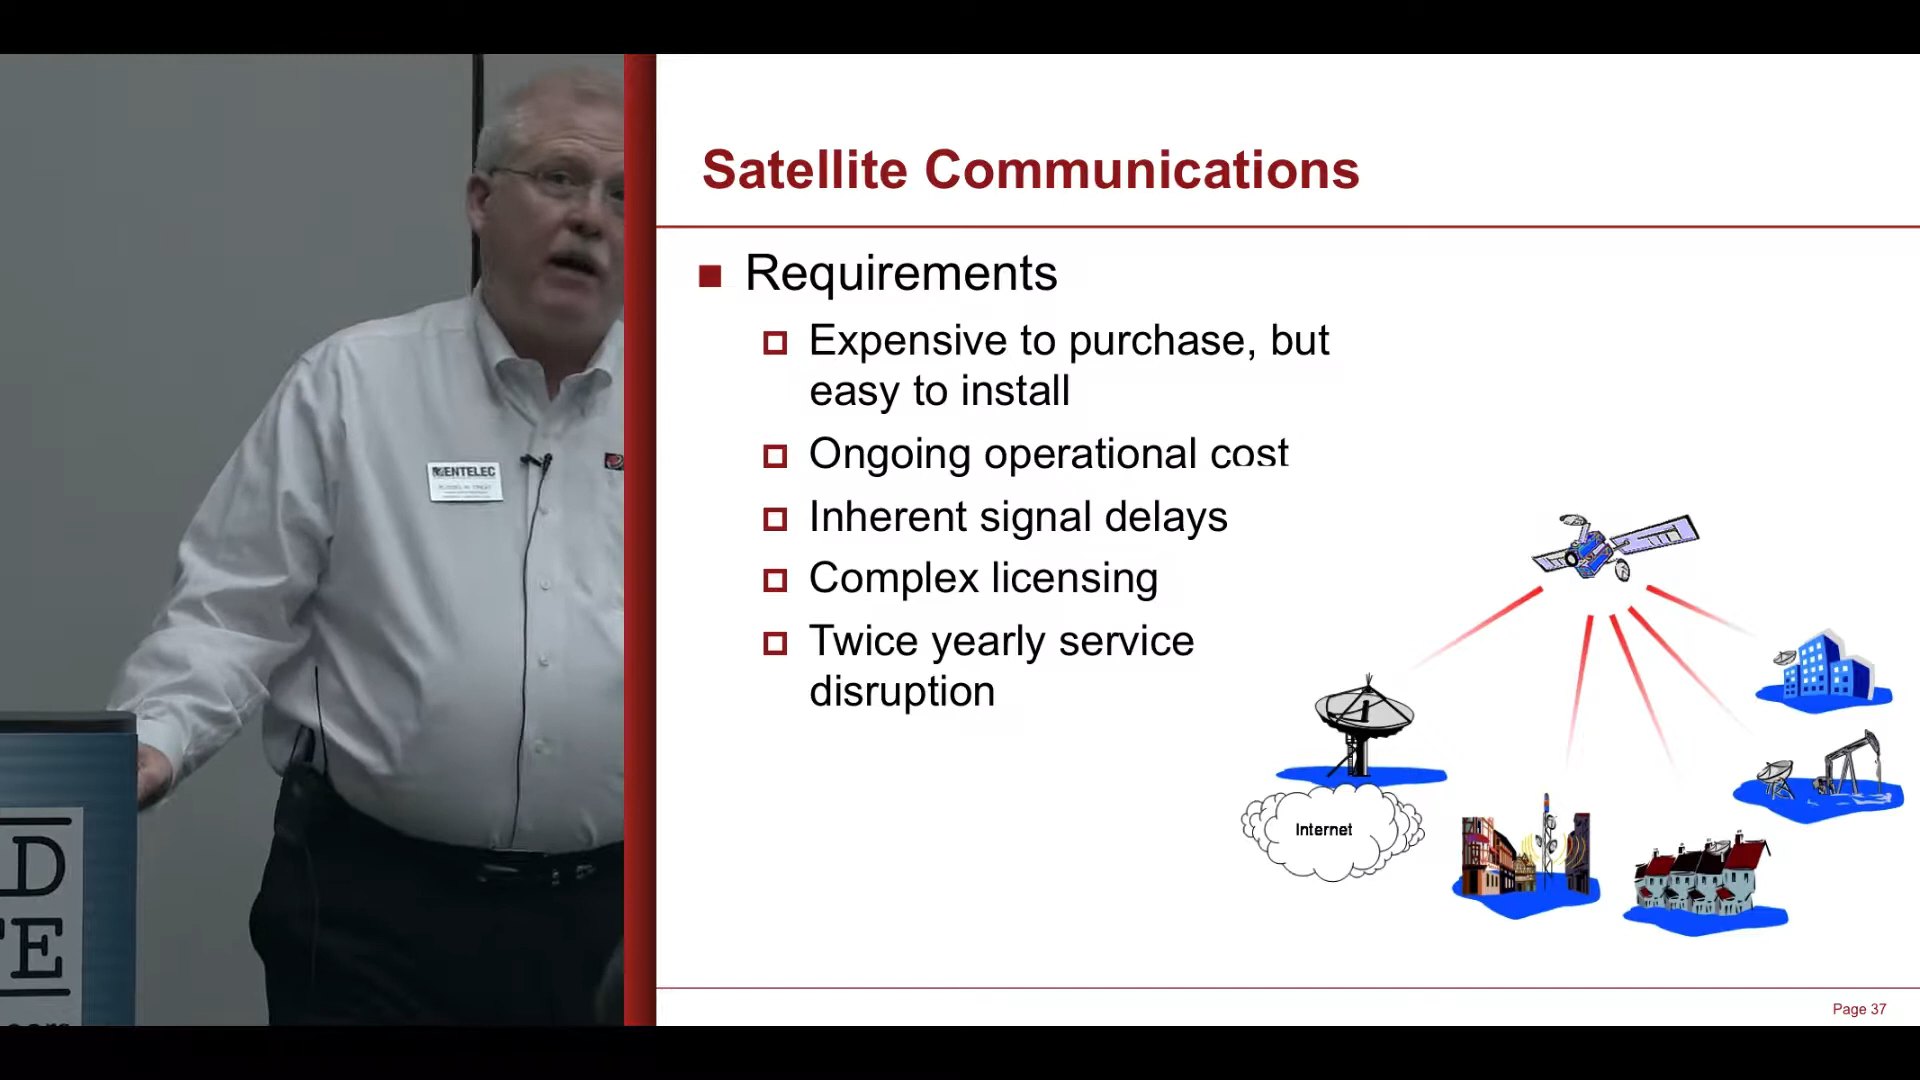 Satellite Communications
Requirements
Expensive to purchase, but
easy to install
Ongoing operational cost
Inherent signal delays
Complex licensing
Twice yearly service
disruption
Internet
Page 37
ENTELEC
D
E